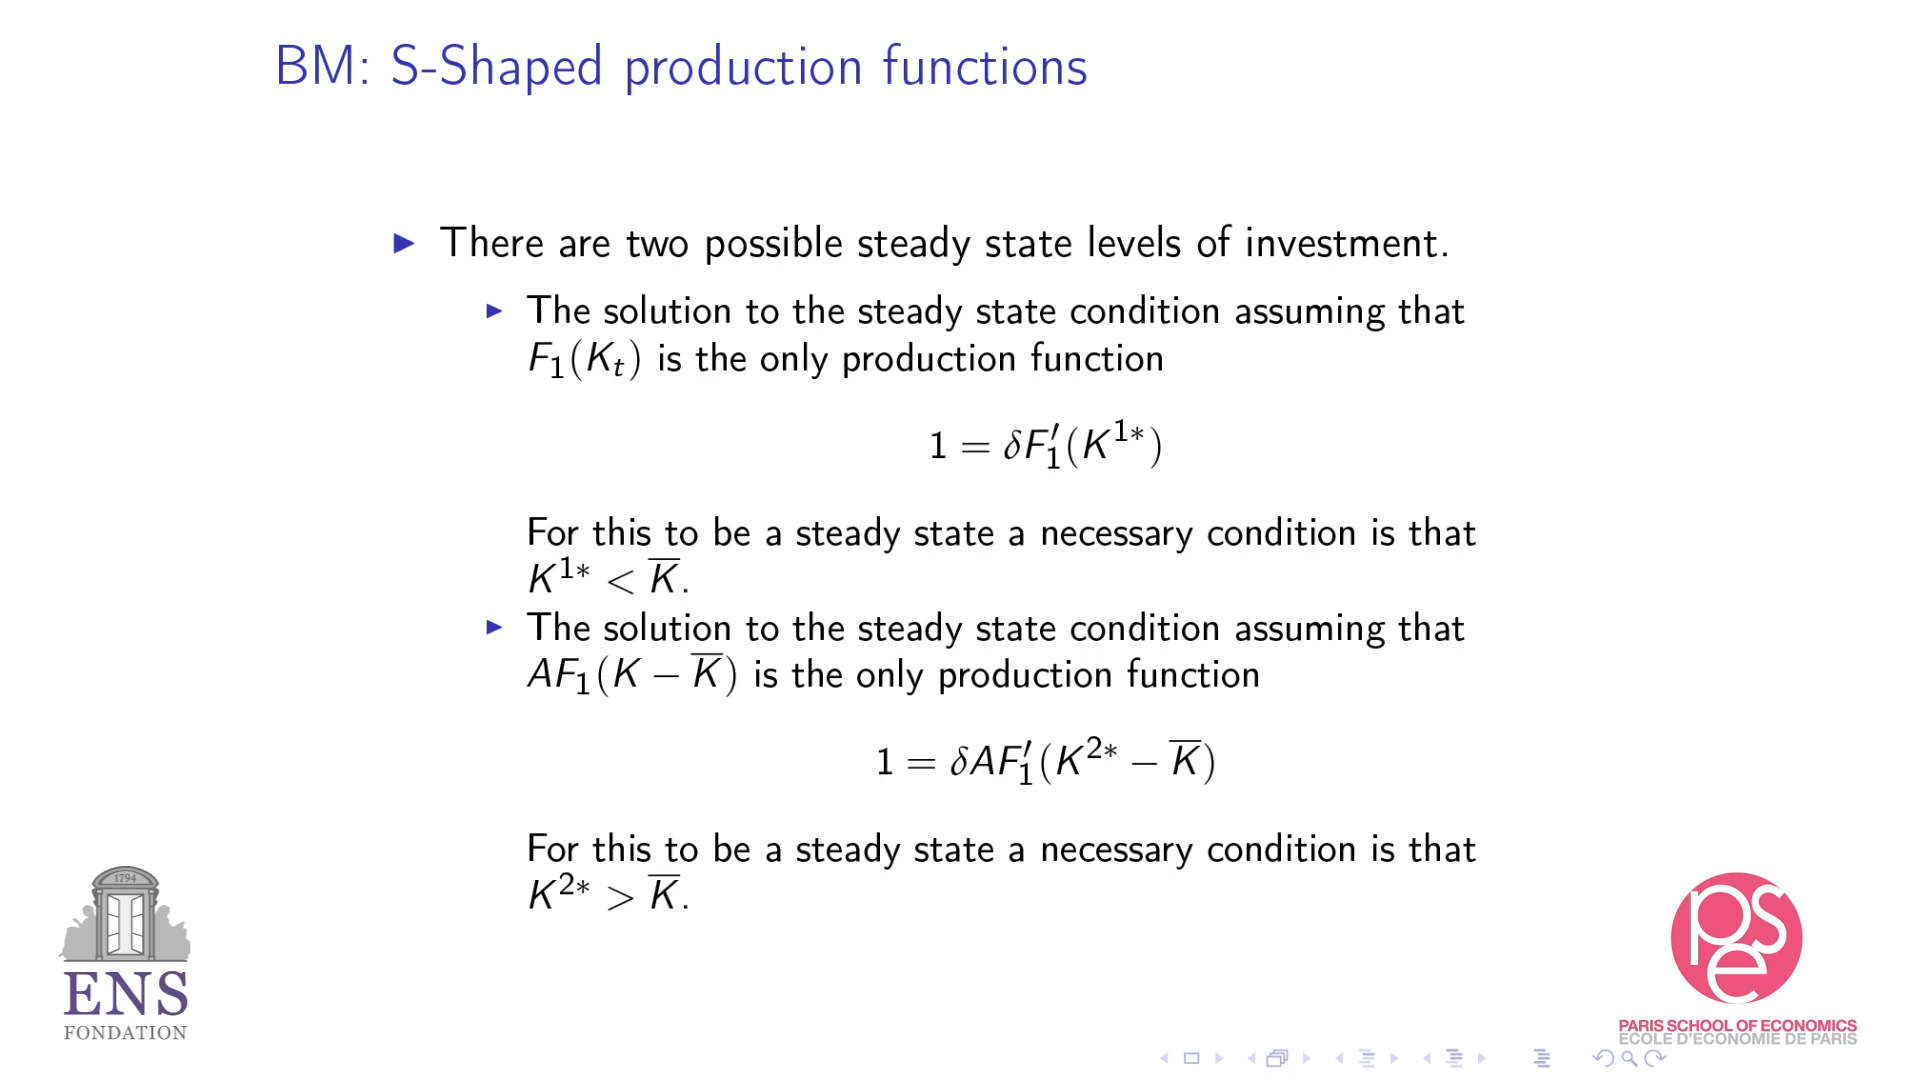 BM: S-Shaped production functions
▶ There are two possible steady state levels of investment.
▶ The solution to the steady state condition assuming that
F₁(Kₜ) is the only production function
1 = δF₁′(K¹*)
For this to be a steady state a necessary condition is that
K¹* < K̅.
▶ The solution to the steady state condition assuming that
AF₁(K − K̅) is the only production function
1 = δAF₁′(K²* − K̅)
For this to be a steady state a necessary condition is that
K²* > K̅.
1794
ENS
FONDATION
pse
PARIS SCHOOL OF ECONOMICS
ECOLE D'ECONOMIE DE PARIS